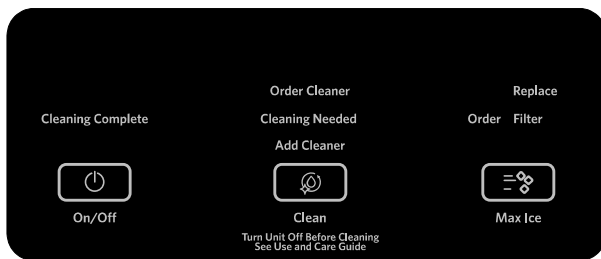 Order Cleaner
Replace
Cleaning Complete
Cleaning Needed
Order Filter
Add Cleaner
On/Off
Clean
Max Ice
Turn Unit Off Before Cleaning
See Use and Care Guide